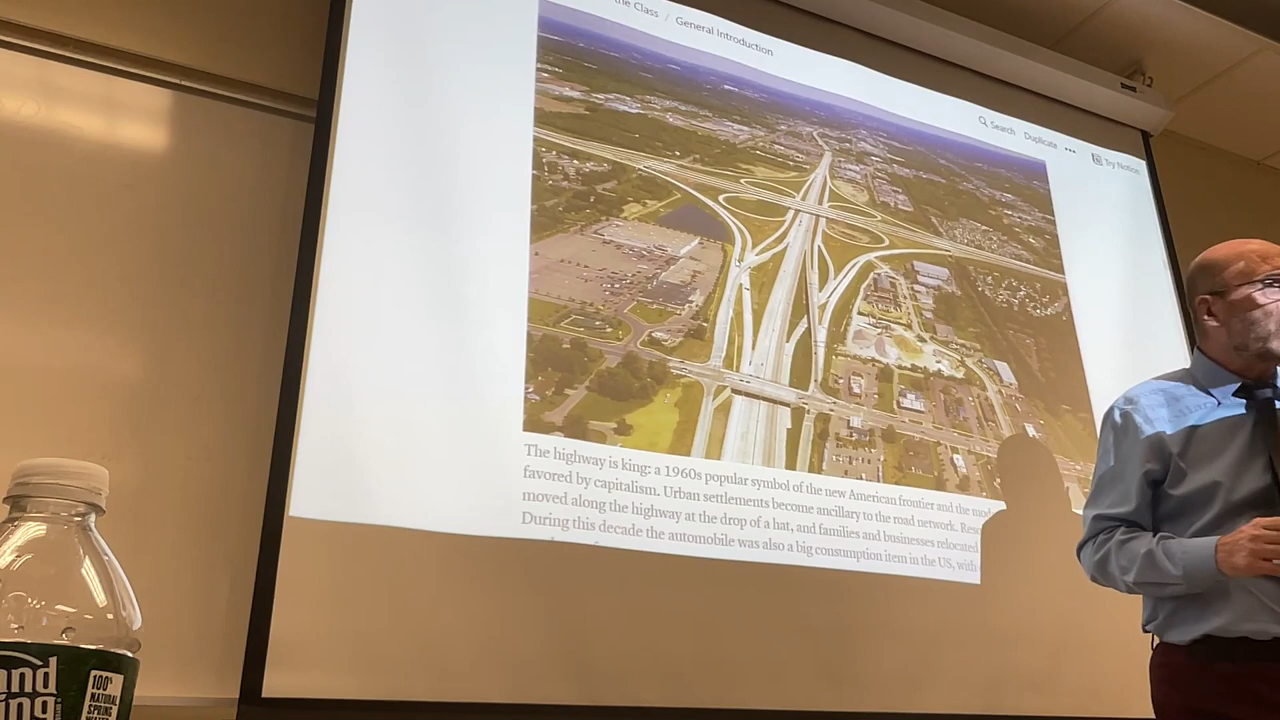 the Class / General Introduction
Search Duplicate ••• Try Notion
The highway is king: a 1960s popular symbol of the new American frontier and the
favored by capitalism. Urban settlements become ancillary to the road network.
moved along the highway at the drop of a hat, and families and businesses relocated
During this decade the automobile was also a big consumption item in the US, with
100%
NATURAL
SPRING
WATER